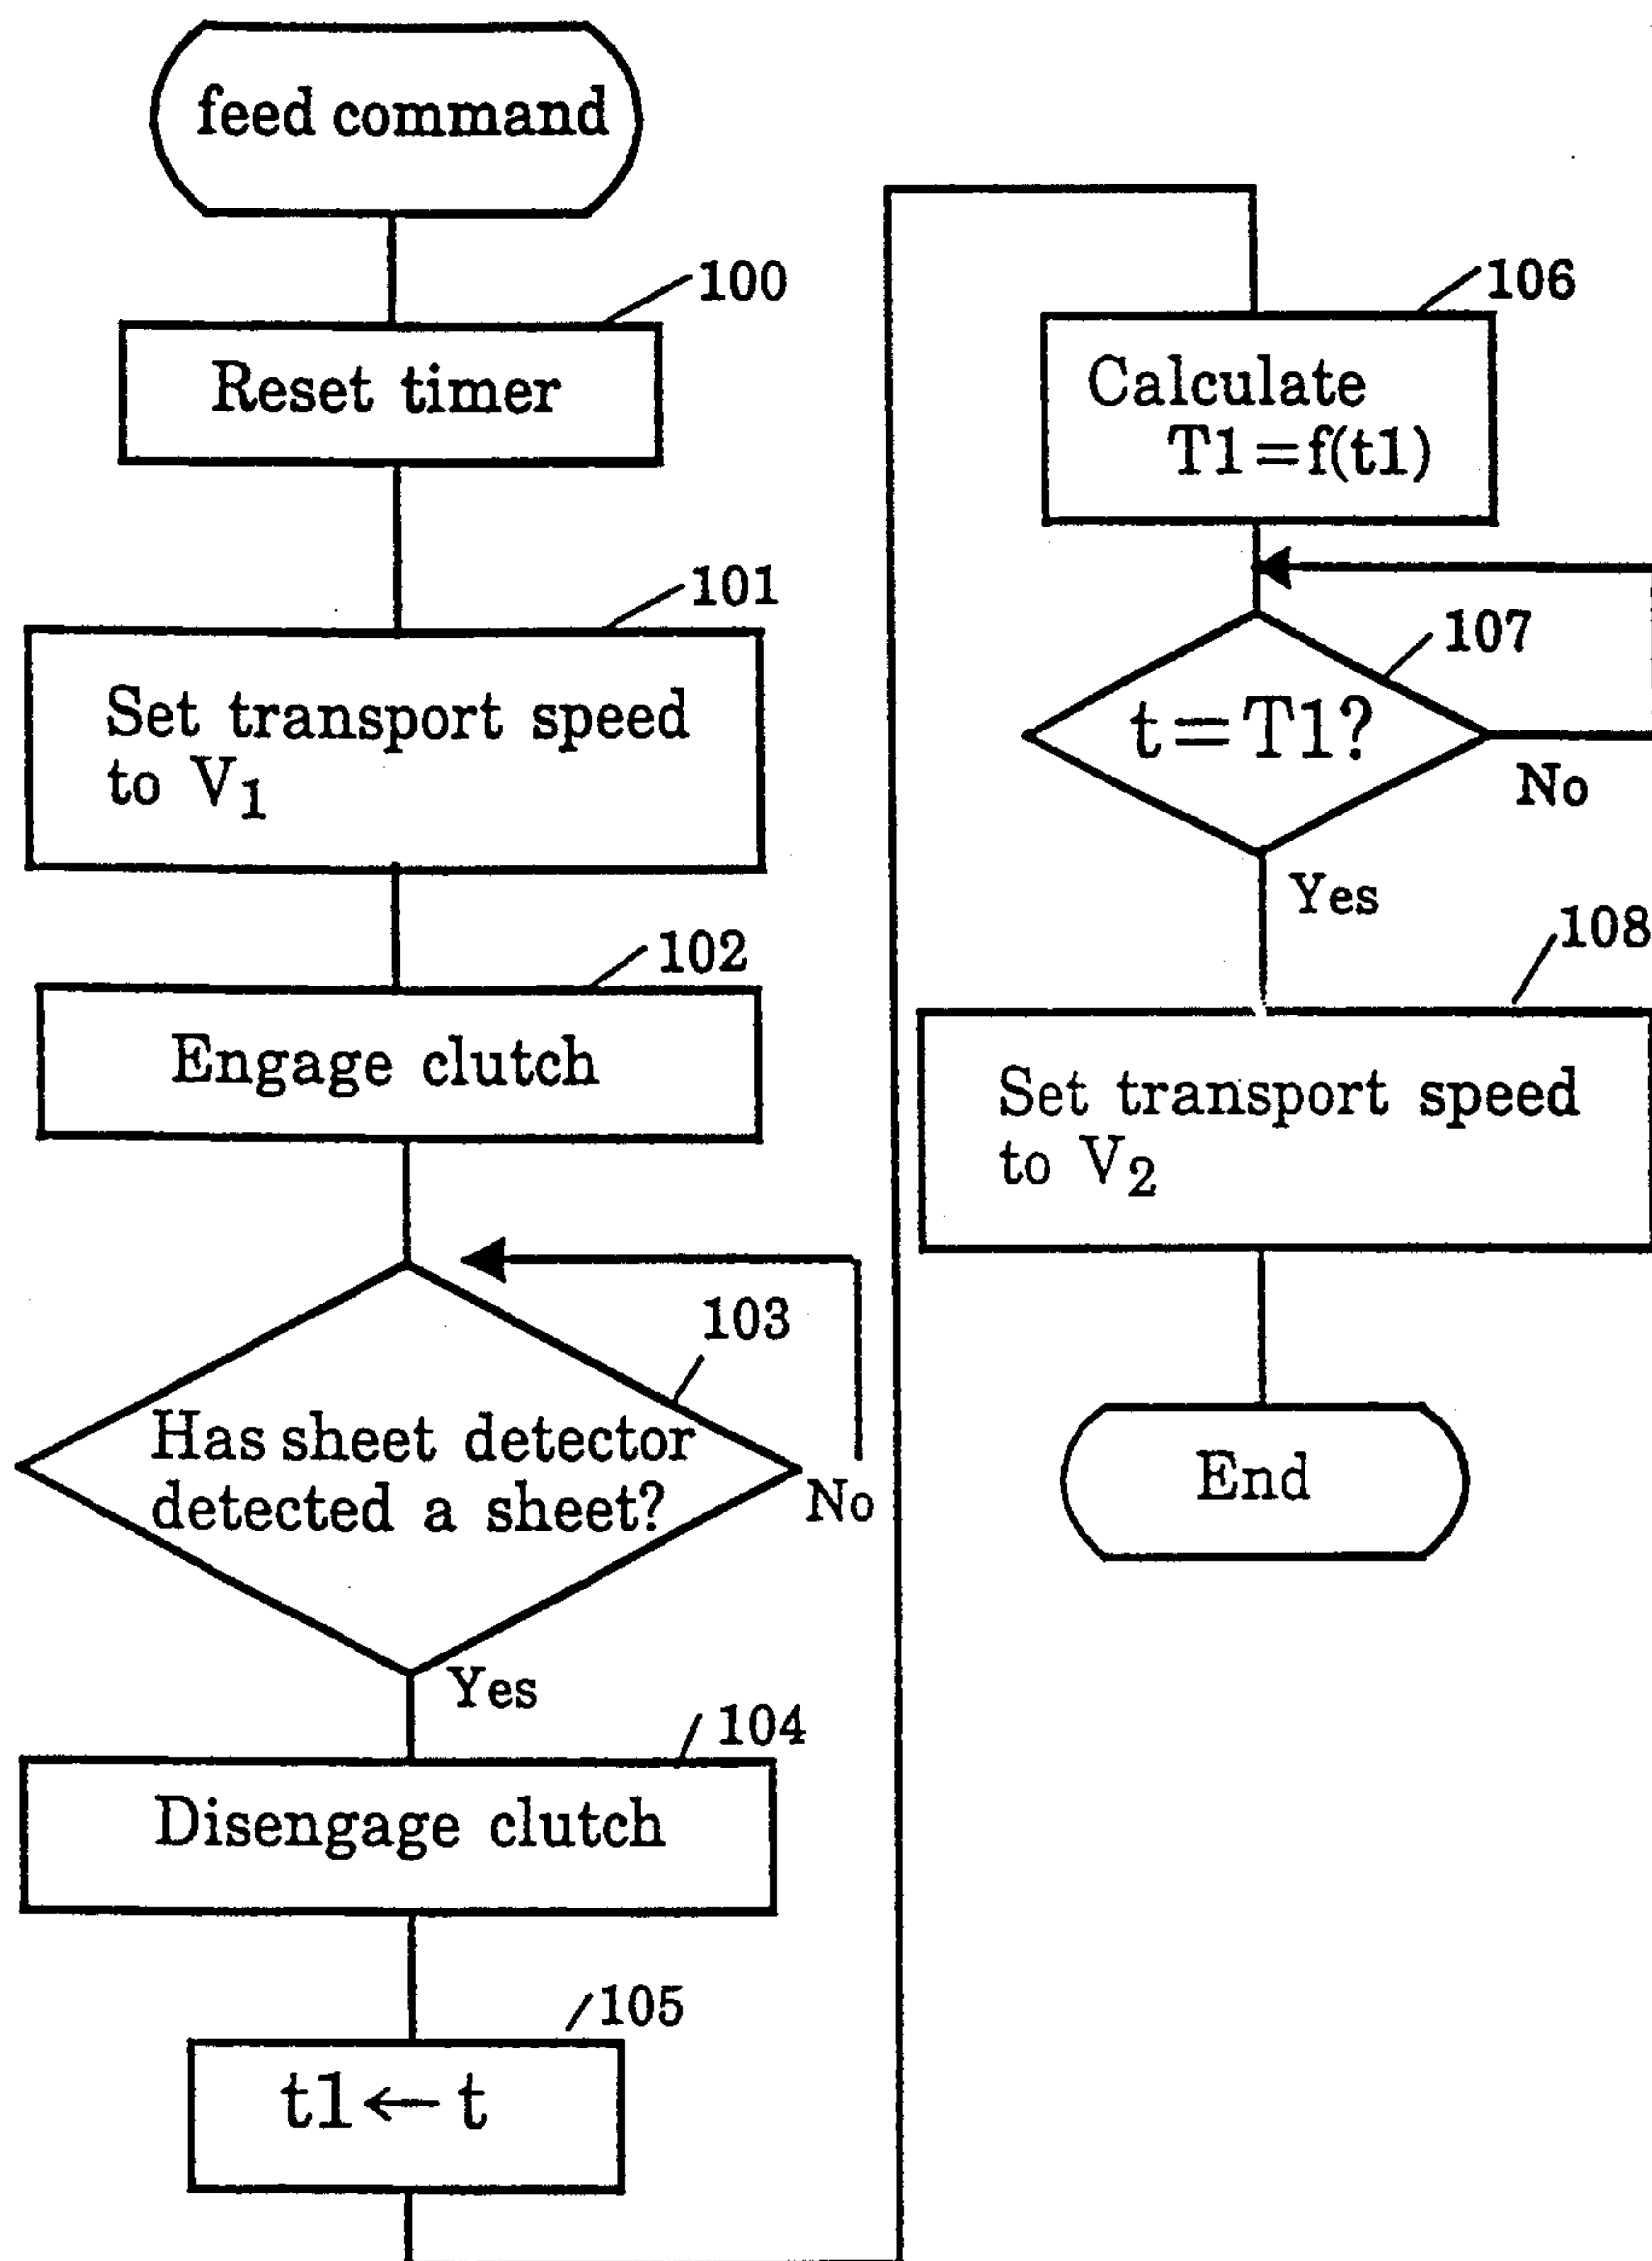 feed command
100
Reset timer
101
Set transport speed
to V₁
102
Engage clutch
103
Has sheet detector
detected a sheet?
No
Yes
104
Disengage clutch
105
t1←t
106
Calculate
T1=f(t1)
107
t=T1?
No
Yes
108
Set transport speed
to V₂
End